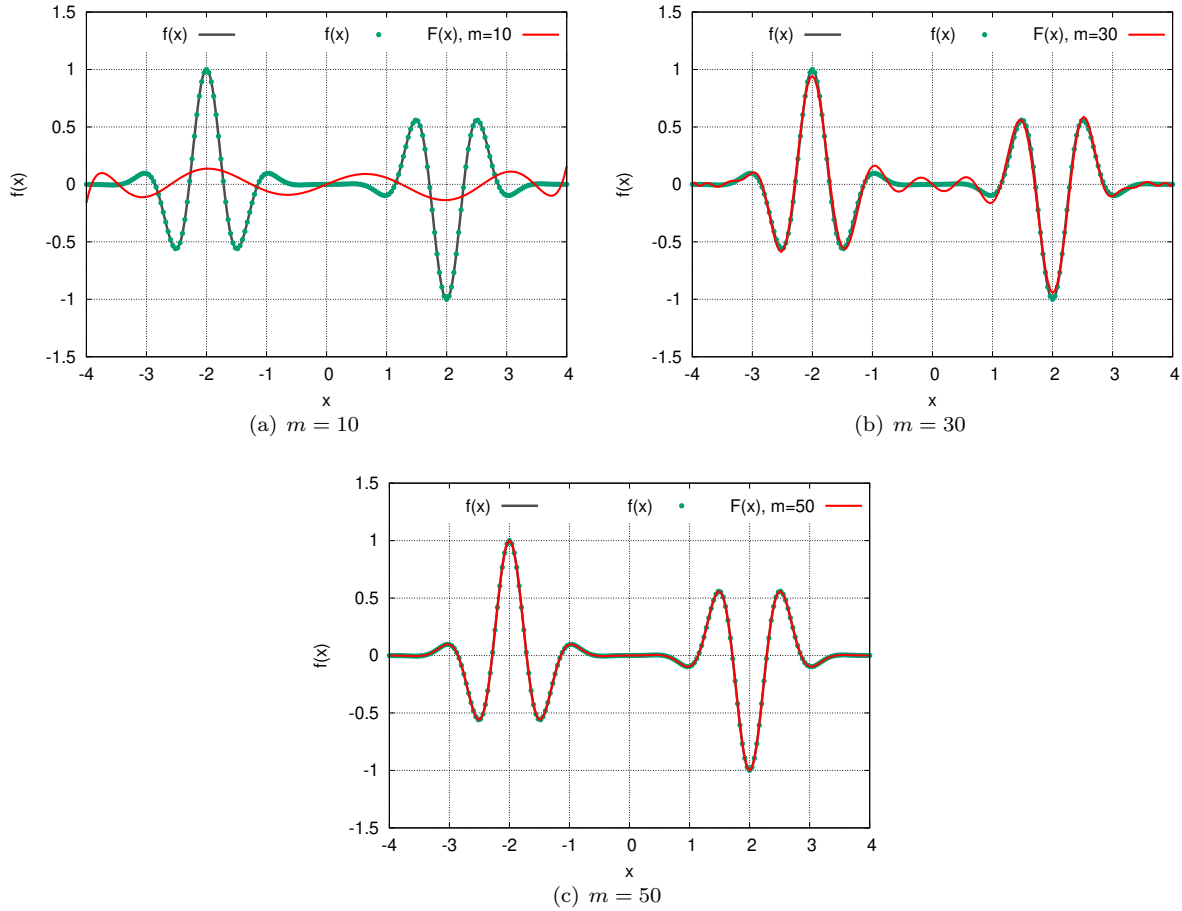 f(x) f(x) F(x), m=10
1.5
1
0.5
0
-0.5
-1
-1.5
f(x)
-4 -3 -2 -1 0 1 2 3 4
x
(a) m = 10
f(x) f(x) F(x), m=30
1.5
1
0.5
0
-0.5
-1
-1.5
f(x)
-4 -3 -2 -1 0 1 2 3 4
x
(b) m = 30
f(x) f(x) F(x), m=50
1.5
1
0.5
0
-0.5
-1
-1.5
f(x)
-4 -3 -2 -1 0 1 2 3 4
x
(c) m = 50